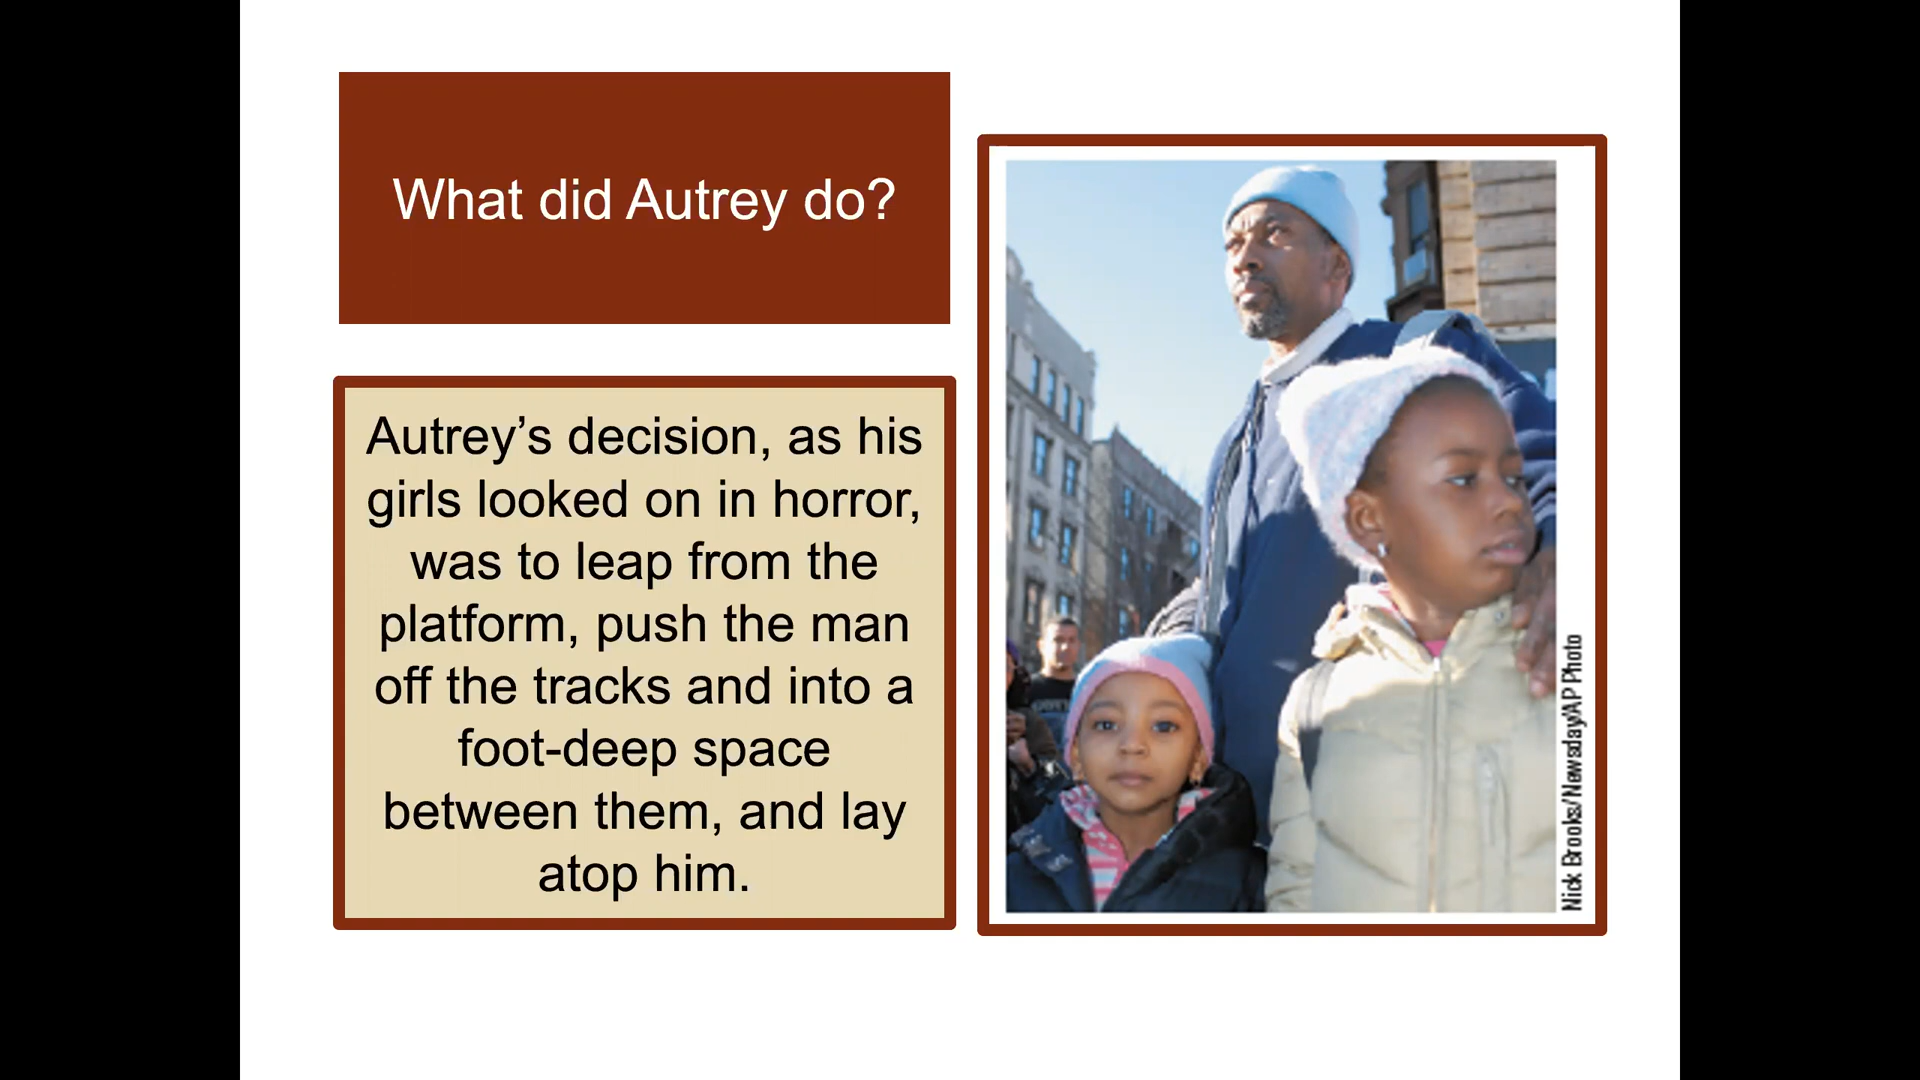 What did Autrey do?
Autrey’s decision, as his
girls looked on in horror,
was to leap from the
platform, push the man
off the tracks and into a
foot-deep space
between them, and lay
atop him.
Nick Brooks/Newsday/AP Photo